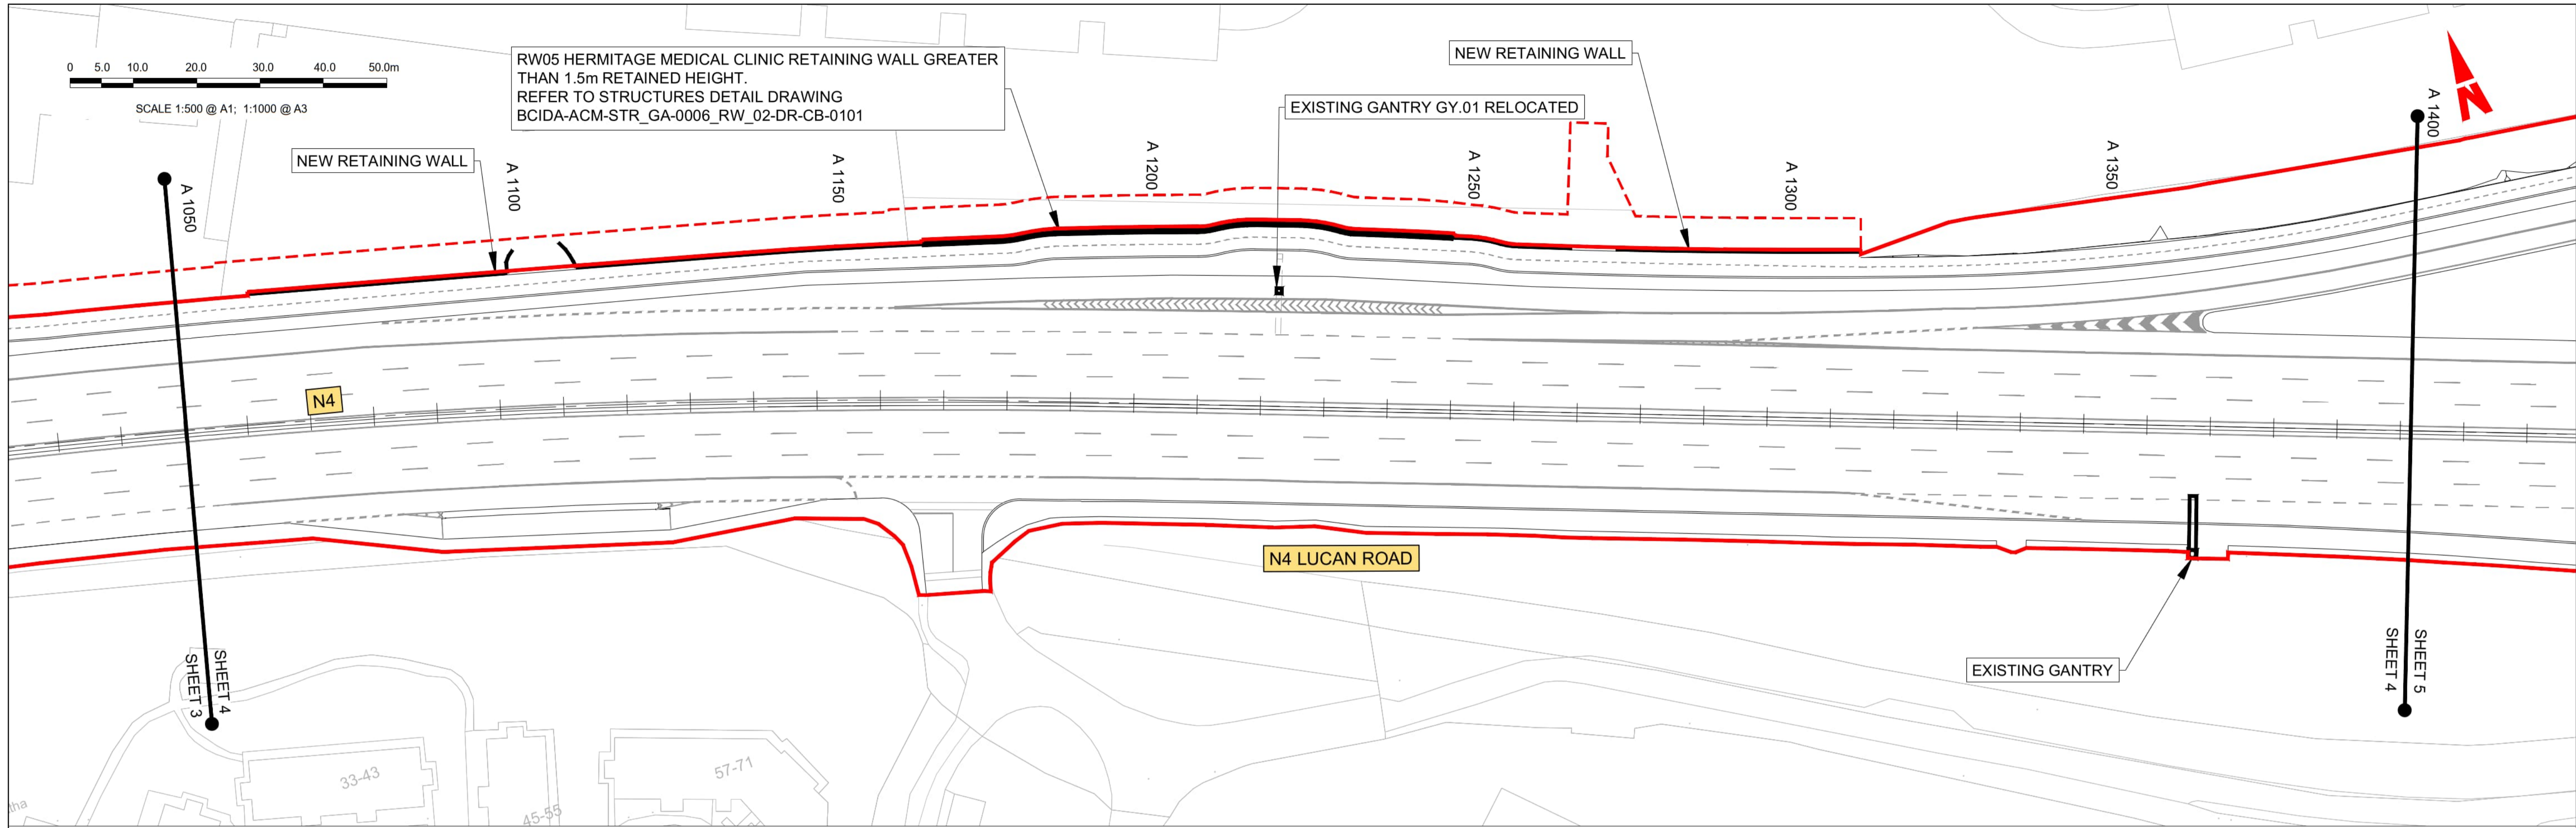 0 5.0 10.0 20.0 30.0 40.0 50.0m
SCALE 1:500 @ A1; 1:1000 @ A3
RW05 HERMITAGE MEDICAL CLINIC RETAINING WALL GREATER
THAN 1.5m RETAINED HEIGHT.
REFER TO STRUCTURES DETAIL DRAWING
BCIDA-ACM-STR_GA-0006_RW_02-DR-CB-0101
NEW RETAINING WALL
EXISTING GANTRY GY.01 RELOCATED
NEW RETAINING WALL
N
A 1050
A 1100
A 1150
A 1200
A 1250
A 1300
A 1350
A 1400
N4
N4 LUCAN ROAD
EXISTING GANTRY
SHEET 4
SHEET 3
SHEET 5
SHEET 4
33-43
45-55
57-71
tha